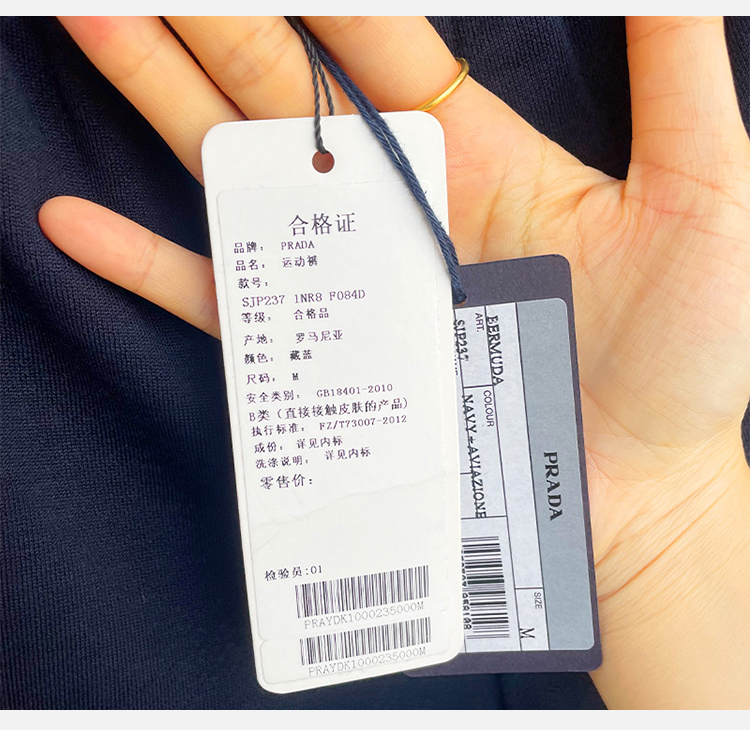 合格证
品牌： PRADA
品名： 运动裤
款号：
SJP237 1NR8 F084D
等级： 合格品
产地： 罗马尼亚
颜色： 藏蓝
尺码： M
安全类别： GB18401-2010
B类（直接接触皮肤的产品）
执行标准： FZ/T73007-2012
成份： 详见内标
洗涤说明： 详见内标
零售价：
检验员:01
PRAYDK1000235000M
PRAYDK1000235000M
PRADA
BERMUDA
ART.
SJP237
COLOUR
NAVY+AVIAZIONE
SIZE
M